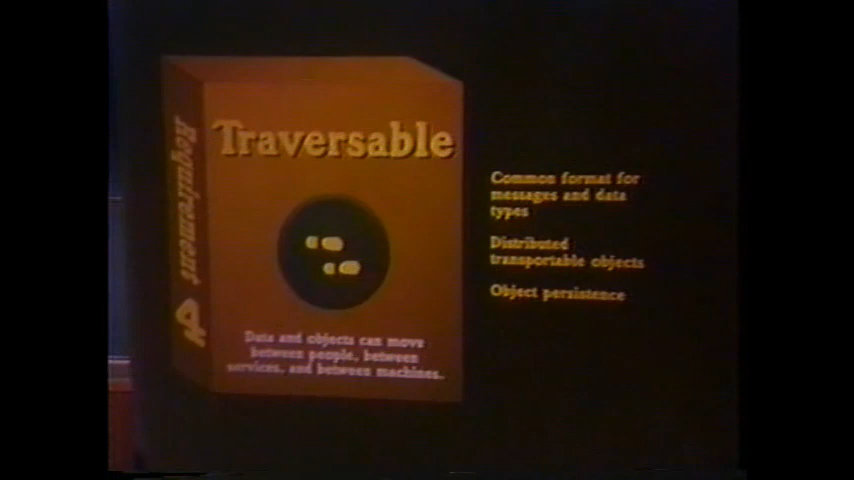 Requirement 4
Traversable
Data and objects can move
between people, between
services, and between machines.
Common format for
messages and data
types
Distributed
transportable objects
Object persistence